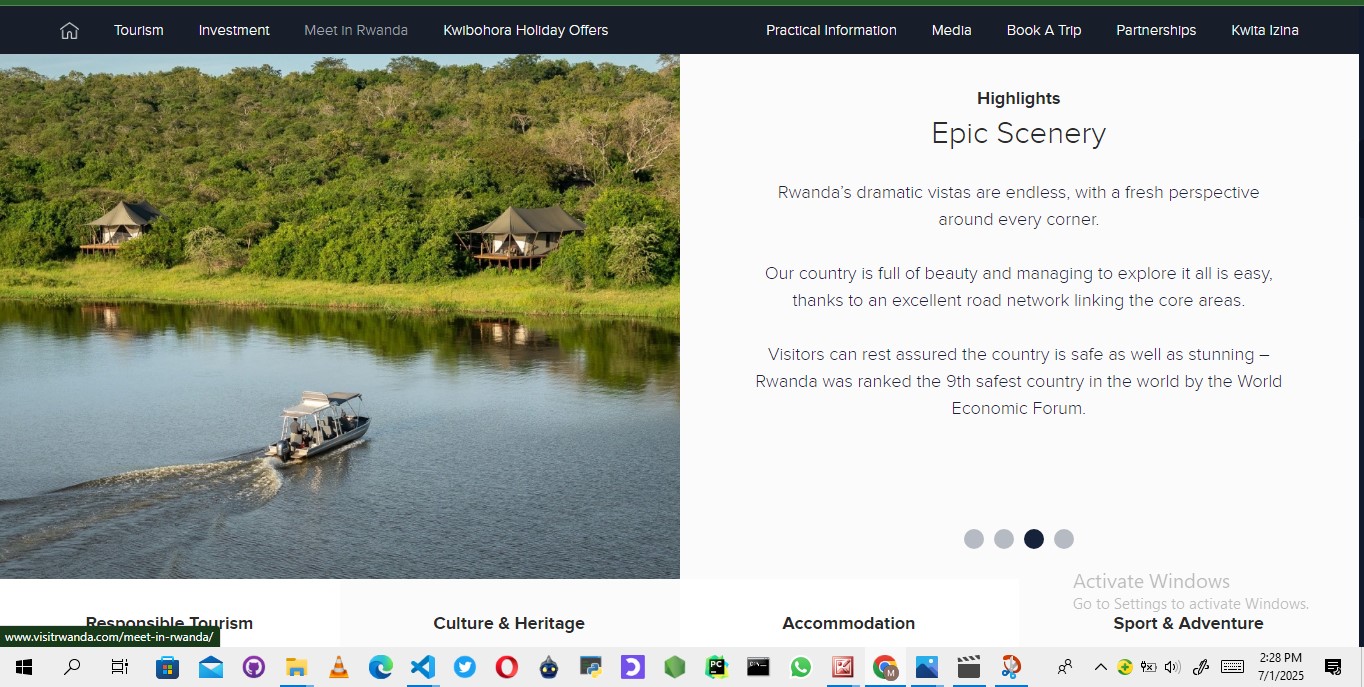 Tourism
Investment
Meet in Rwanda
Kwibohora Holiday Offers
Practical Information
Media
Book A Trip
Partnerships
Kwita Izina
Highlights
Epic Scenery
Rwanda’s dramatic vistas are endless, with a fresh perspective
around every corner.
Our country is full of beauty and managing to explore it all is easy,
thanks to an excellent road network linking the core areas.
Visitors can rest assured the country is safe as well as stunning –
Rwanda was ranked the 9th safest country in the world by the World
Economic Forum.
Activate Windows
Go to Settings to activate Windows.
Responsible Tourism
Culture & Heritage
Accommodation
Sport & Adventure
www.visitrwanda.com/meet-in-rwanda/
PC
M
2:28 PM
7/1/2025